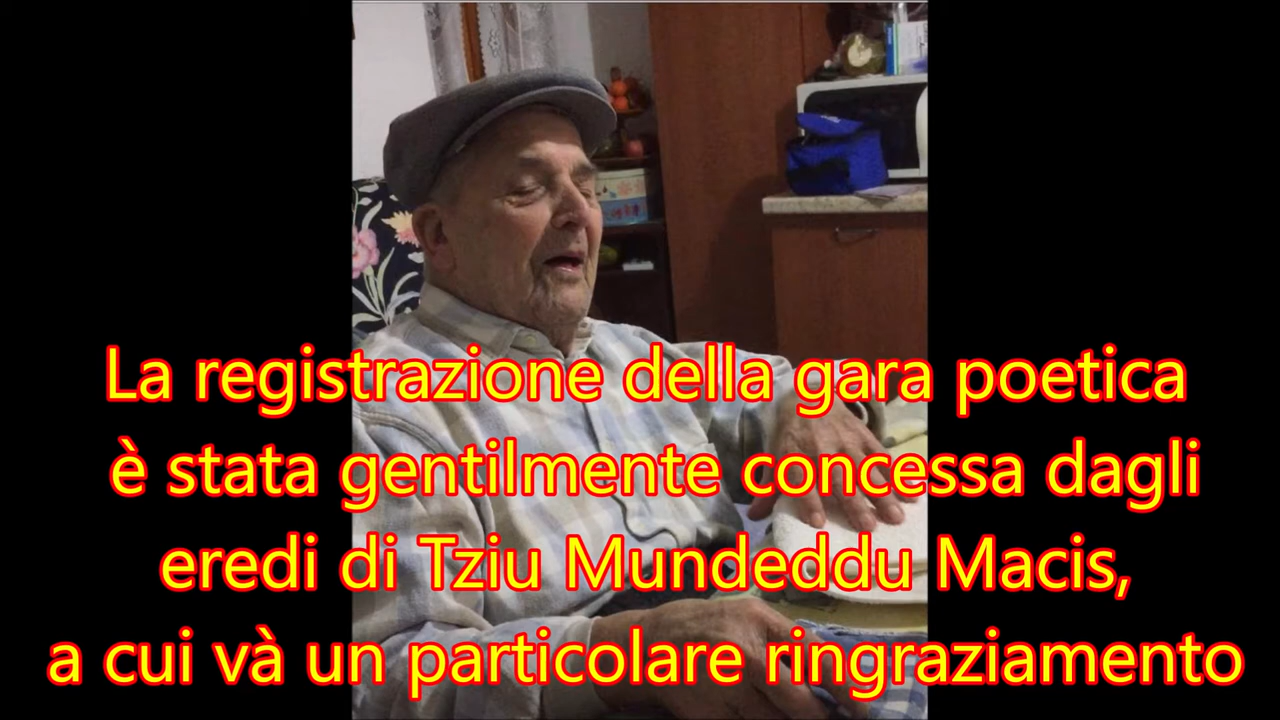 La registrazione della gara poetica
è stata gentilmente concessa dagli
eredi di Tziu Mundeddu Macis,
a cui và un particolare ringraziamento